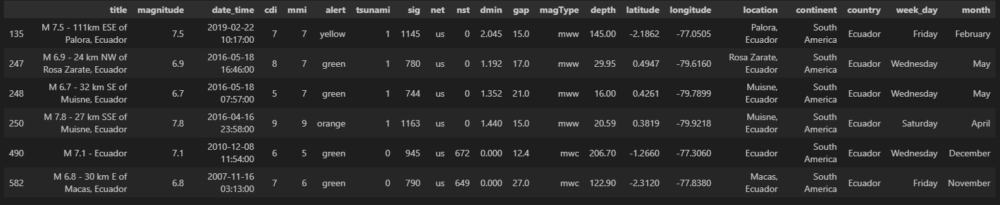 title magnitude date_time cdi mmi alert tsunami sig net nst dmin gap magType depth latitude longitude location continent country week_day month
135 M 7.5 - 111km ESE of Palora, Ecuador 7.5 2019-02-22 10:17:00 7 7 yellow 1 1145 us 0 2.045 15.0 mww 145.00 -2.1862 -77.0505 Palora, Ecuador South America Ecuador Friday February
247 M 6.9 - 24 km NW of Rosa Zarate, Ecuador 6.9 2016-05-18 16:46:00 8 7 green 1 780 us 0 1.192 17.0 mww 29.95 0.4947 -79.6160 Rosa Zarate, Ecuador South America Ecuador Wednesday May
248 M 6.7 - 32 km SE of Muisne, Ecuador 6.7 2016-05-18 07:57:00 5 7 green 1 744 us 0 1.352 21.0 mww 16.00 0.4261 -79.7899 Muisne, Ecuador South America Ecuador Wednesday May
250 M 7.8 - 27 km SSE of Muisne, Ecuador 7.8 2016-04-16 23:58:00 9 9 orange 1 1163 us 0 1.440 15.0 mww 20.59 0.3819 -79.9218 Muisne, Ecuador South America Ecuador Saturday April
490 M 7.1 - Ecuador 7.1 2010-12-08 11:54:00 6 5 green 0 945 us 672 0.000 12.4 mwc 206.70 -1.2660 -77.3060 Ecuador South America Ecuador Wednesday December
582 M 6.8 - 30 km E of Macas, Ecuador 6.8 2007-11-16 03:13:00 7 6 green 0 790 us 649 0.000 27.0 mwc 122.90 -2.3120 -77.8380 Macas, Ecuador South America Ecuador Friday November